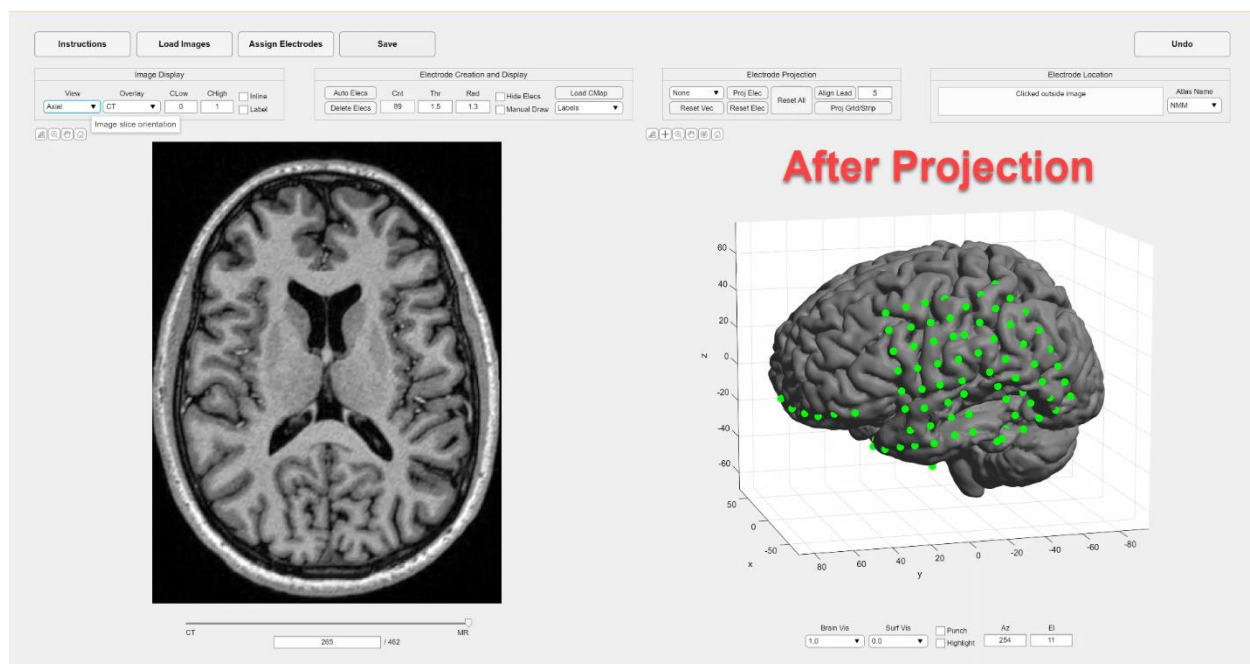 Instructions Load Images Assign Electrodes Save Undo
Image Display
View Overlay CLow CHigh Inline
Axial CT 0 1 Label
Image slice orientation
Electrode Creation and Display
Auto Elecs Cnt Thr Rad Hide Elecs Load CMap
Delete Elecs 89 1.5 1.3 Manual Draw Labels
Electrode Projection
None Proj Elec Reset All Align Lead 5
Reset Vec Reset Elec Proj Grid/Strip
Electrode Location
Clicked outside image Atlas Name
NMM
After Projection
60
40
20
0
-20
-40
-60
z
50
0
-50
x
80 60 40 20 0 -20 -40 -60 -80
y
CT MR
265 / 462
Brain Vis Surf Vis Punch Az El
1.0 0.0 Highlight 254 11